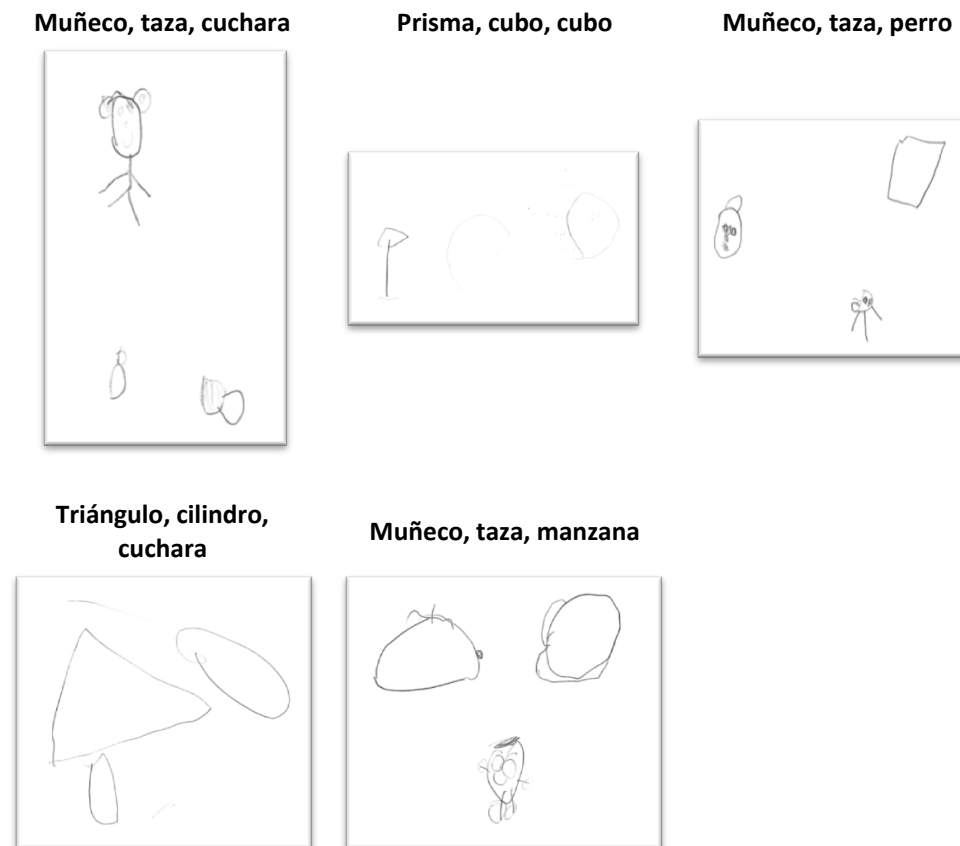 Muñeco, taza, cuchara
Prisma, cubo, cubo
Muñeco, taza, perro
Triángulo, cilindro,
cuchara
Muñeco, taza, manzana